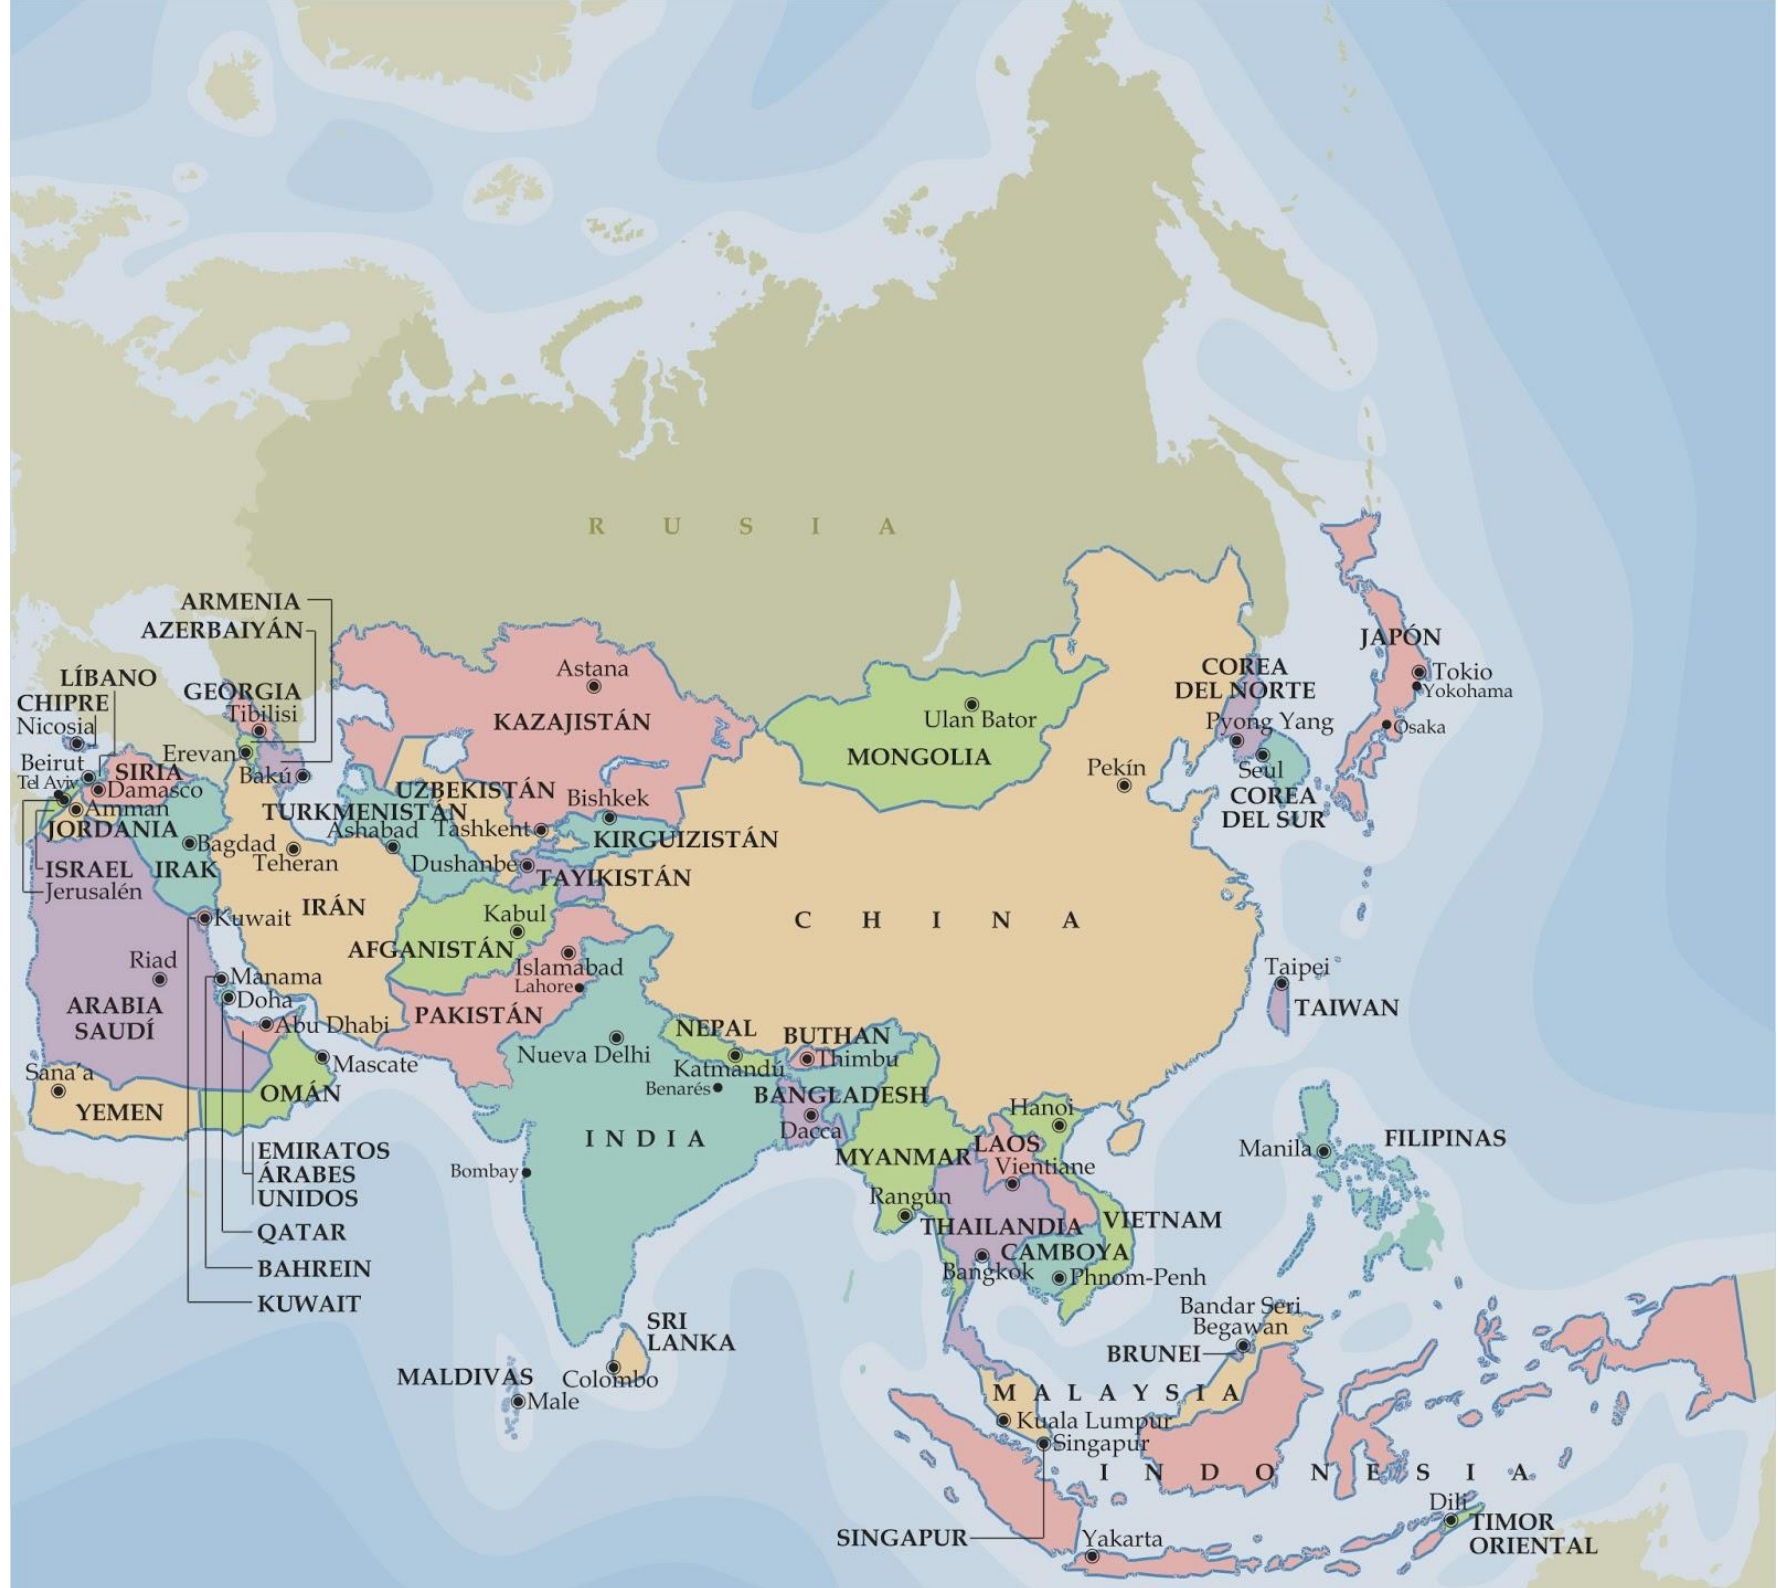 R U S I A
ARMENIA
AZERBAIYÁN
LÍBANO
CHIPRE
Nicosia
GEORGIA
Tibilisi
Erevan
Bakú
Beirut
Tel Aviv
SIRIA
Damasco
Amman
JORDANIA
ISRAEL
Jerusalén
IRAK
Bagdad
Teheran
IRÁN
Kuwait
Riad
ARABIA
SAUDÍ
Manama
Doha
Abu Dhabi
Mascate
OMÁN
Sana'a
YEMEN
EMIRATOS
ÁRABES
UNIDOS
QATAR
BAHREIN
KUWAIT
Astana
KAZAJISTÁN
UZBEKISTÁN
TURKMENISTÁN
Ashabad
Tashkent
Bishkek
KIRGUIZISTÁN
Dushanbe
TAYIKISTÁN
Kabul
AFGANISTÁN
Islamabad
Lahore
PAKISTÁN
Ulan Bator
MONGOLIA
Pekín
C H I N A
COREA
DEL NORTE
Pyong Yang
Seul
COREA
DEL SUR
JAPÓN
Tokio
Yokohama
Osaka
Taipei
TAIWAN
Nueva Delhi
NEPAL
Katmandú
Benarés
BUTHAN
Thimbu
BANGLADESH
Dacca
I N D I A
Bombay
SRI
LANKA
Colombo
MALDIVAS
Male
MYANMAR
Rangún
Hanoi
LAOS
Vientiane
THAILANDIA
Bangkok
VIETNAM
CAMBOYA
Phnom-Penh
Manila
FILIPINAS
Bandar Seri
Begawan
BRUNEI
M A L A Y S I A
Kuala Lumpur
Singapur
SINGAPUR
I N D O N E S I A
Yakarta
Dili
TIMOR
ORIENTAL